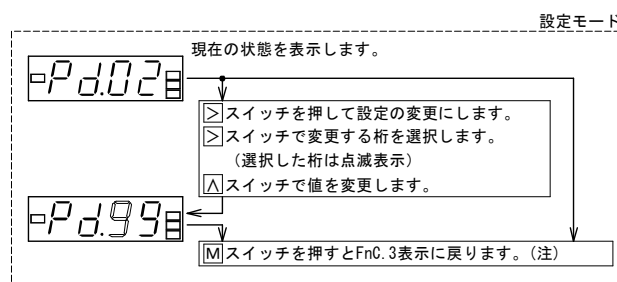 設定モード
現在の状態を表示します。
Pd.02
>スイッチを押して設定の変更にします。
>スイッチで変更する桁を選択します。
(選択した桁は点滅表示)
∧スイッチで値を変更します。
Pd.99
Mスイッチを押すとFnC.3表示に戻ります。(注)